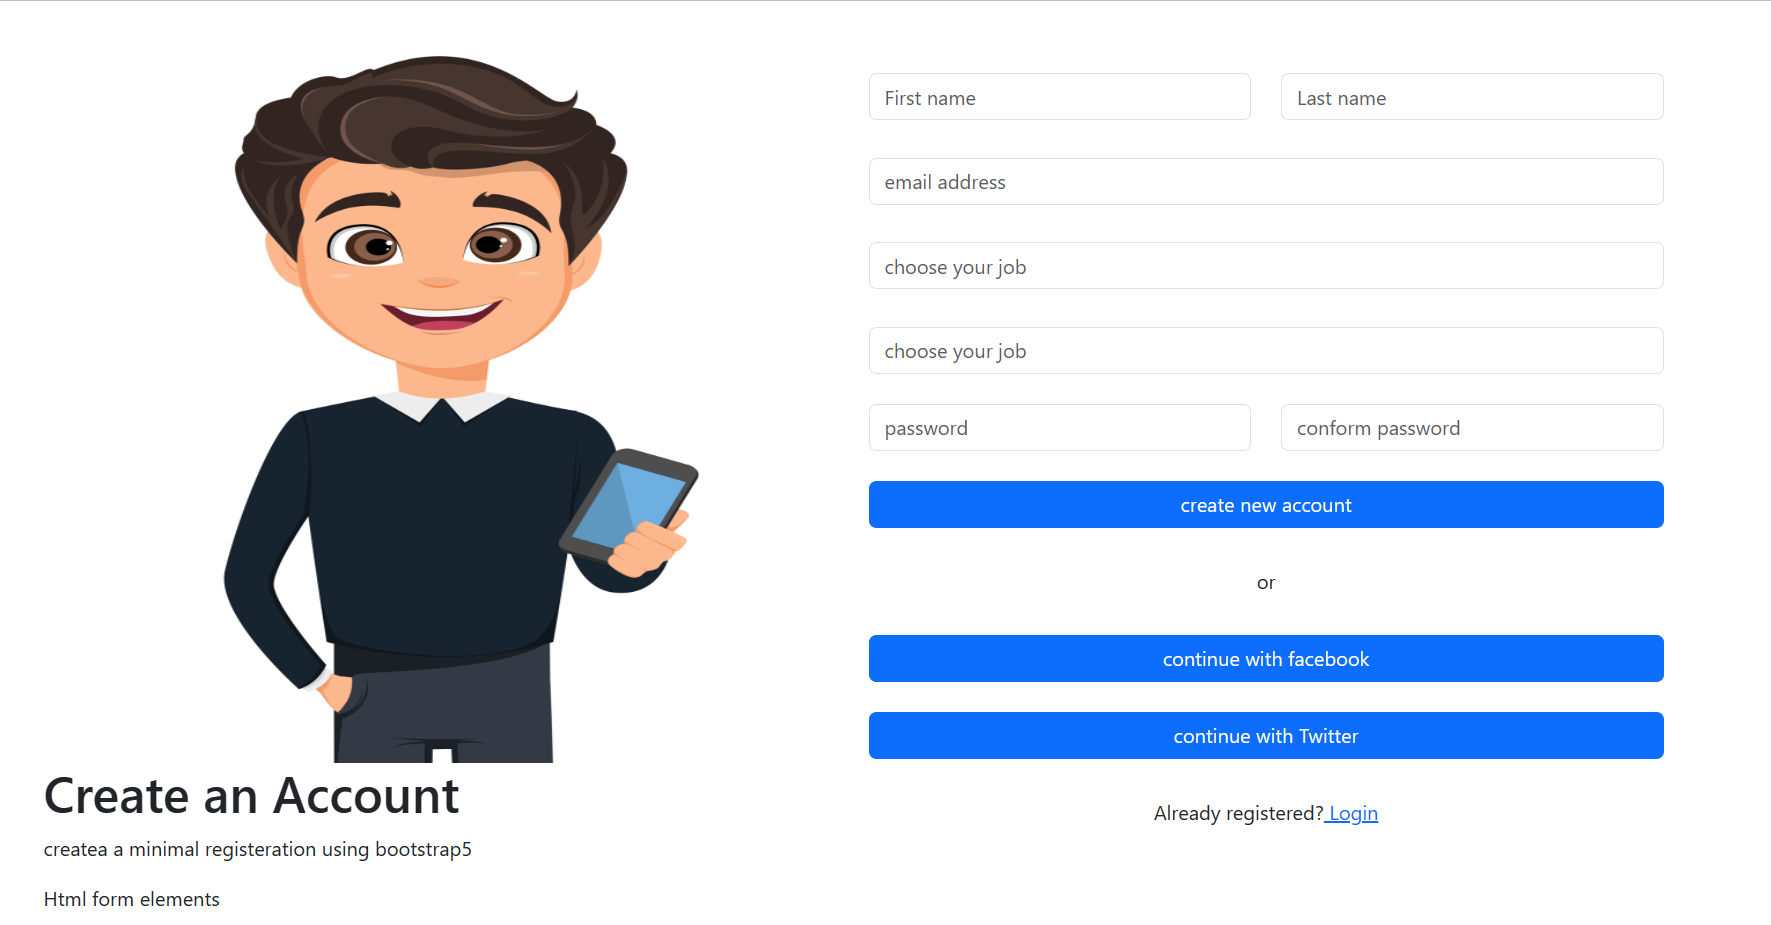 First name
Last name
email address
choose your job
choose your job
password
conform password
create new account
or
continue with facebook
continue with Twitter
Already registered? Login
Create an Account
createa a minimal registeration using bootstrap5
Html form elements